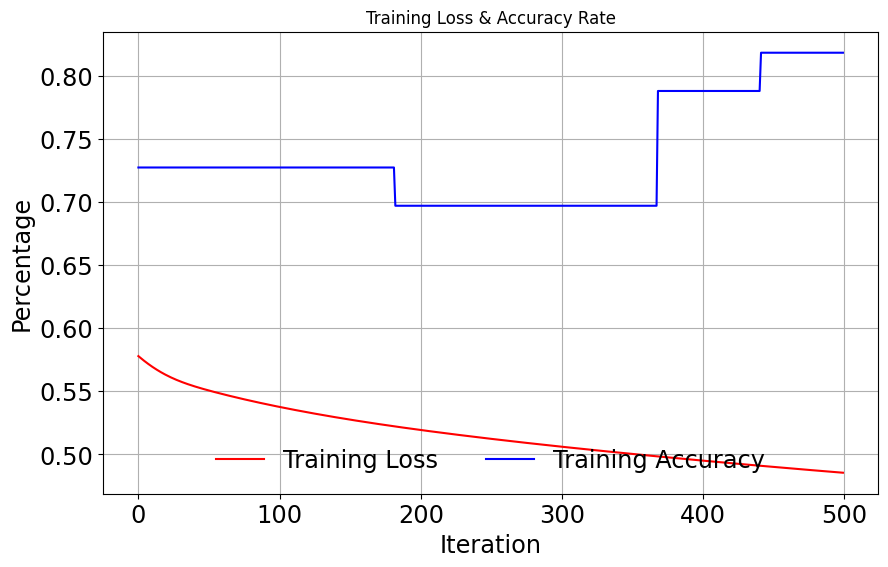 Training Loss & Accuracy Rate
0.80
0.75
0.70
0.65
0.60
0.55
0.50
Percentage
Training Loss
Training Accuracy
0
100
200
300
400
500
Iteration